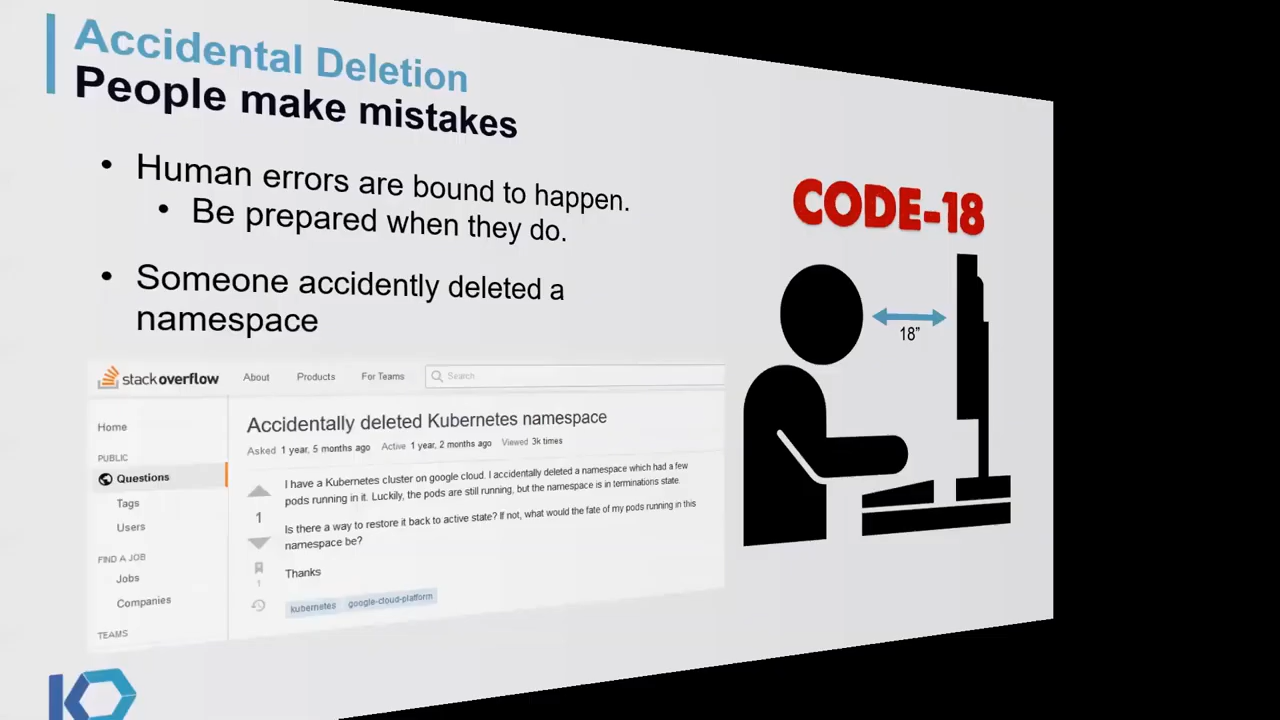 Accidental Deletion
People make mistakes
• Human errors are bound to happen.
• Be prepared when they do.
• Someone accidently deleted a
namespace
CODE-18
18”
stackoverflow About Products For Teams Search
Home
PUBLIC
Questions
Tags
Users
FIND A JOB
Jobs
Companies
TEAMS
Accidentally deleted Kubernetes namespace
Asked 1 year, 5 months ago Active 1 year, 2 months ago Viewed 3k times
1
I have a Kubernetes cluster on google cloud. I accidentally deleted a namespace which had a few
pods running in it. Luckily, the pods are still running, but the namespace is in terminations state.
Is there a way to restore it back to active state? If not, what would the fate of my pods running in this
namespace be?
1
Thanks
kubernetes google-cloud-platform